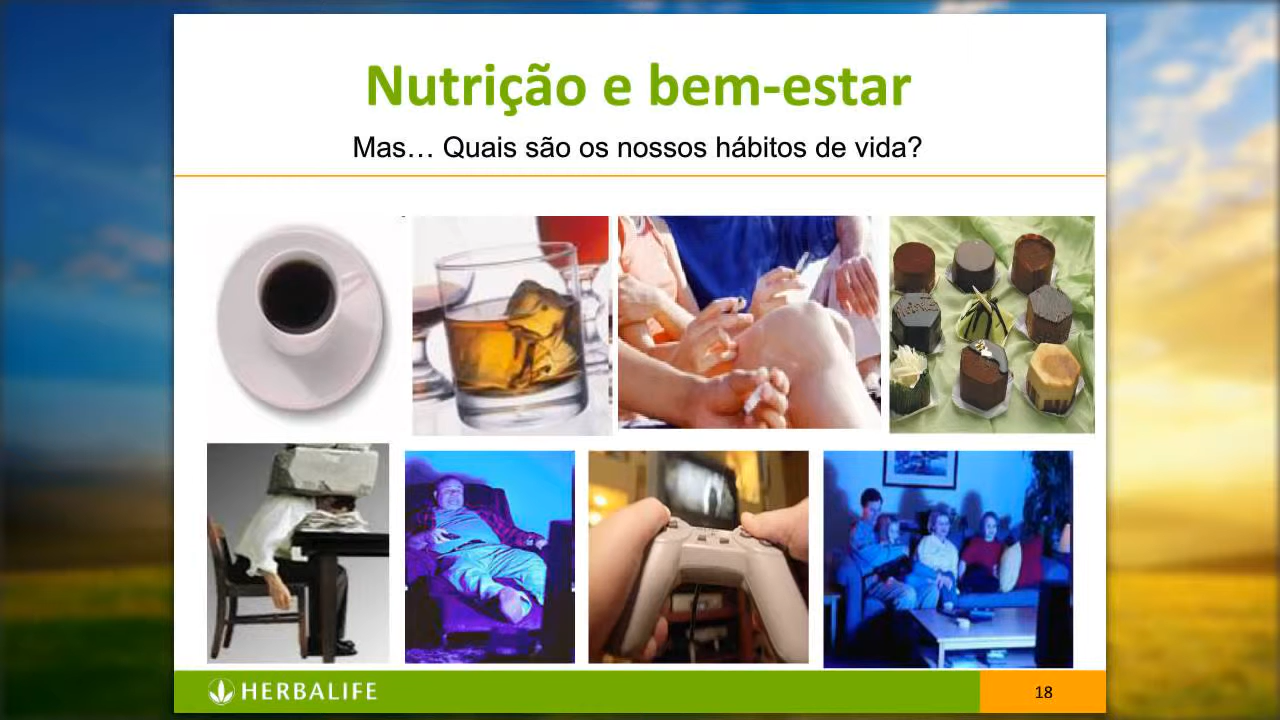 Nutrição e bem-estar
Mas… Quais são os nossos hábitos de vida?
HERBALIFE
18